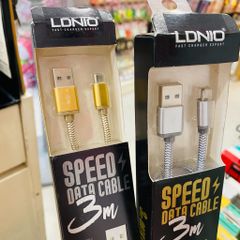 LDNIO
FAST CHARGER EXPERT
SPEED
DATA CABLE
3m
LDNIO
FAST CHARGER EXPERT
SPEED
DATA CABLE
3m